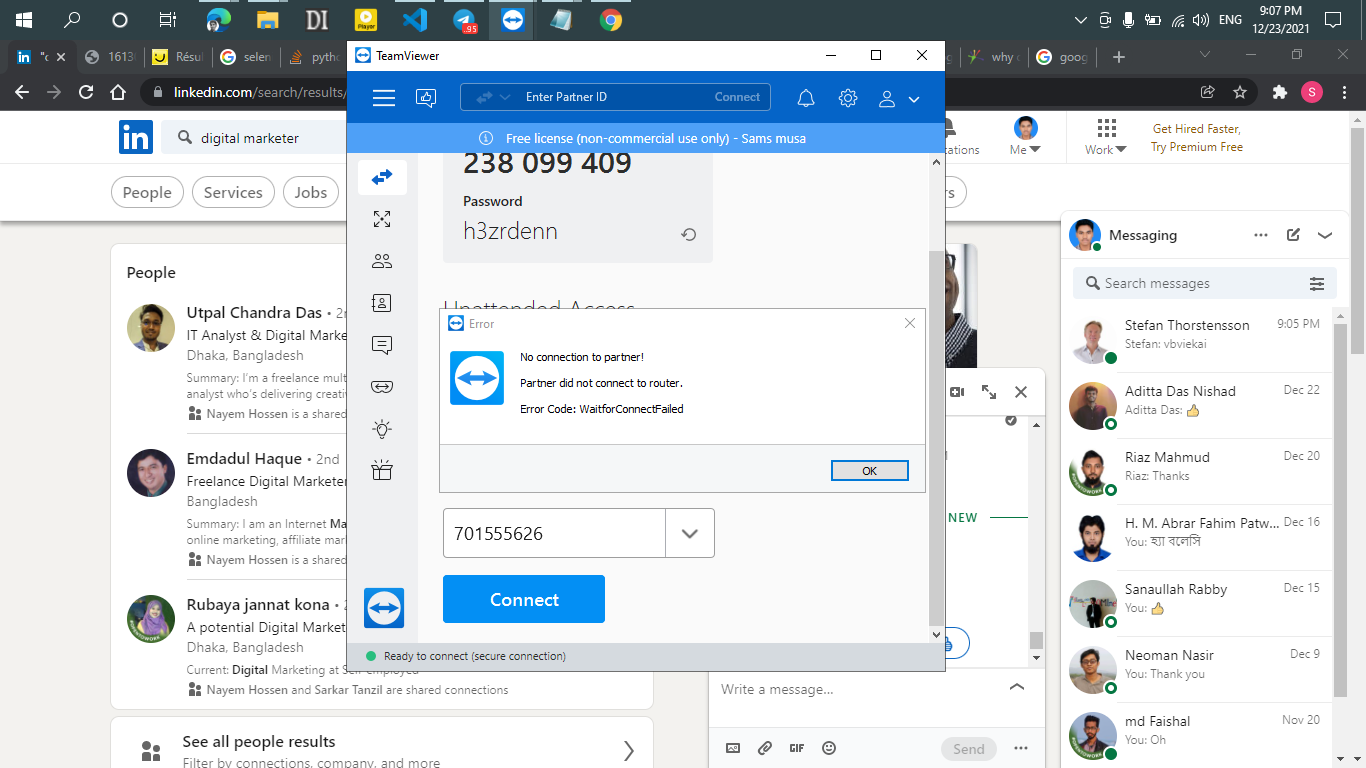 9:07 PM
ENG
12/23/2021
.95
Player
DI
"c
1613
Résul
selen
pytho
why c
goog
linkedin.com/search/results/
S
TeamViewer
Enter Partner ID
Connect
Free license (non-commercial use only) - Sams musa
in
digital marketer
Me
Work
Get Hired Faster,
Try Premium Free
People
Services
Jobs
238 099 409
Password
h3zrdenn
Unattended Access
Error
No connection to partner!
Partner did not connect to router.
Error Code: WaitforConnectFailed
OK
701555626
Connect
Ready to connect (secure connection)
People
Utpal Chandra Das • 2n
IT Analyst & Digital Marke
Dhaka, Bangladesh
Summary: I'm a freelance mult
analyst who's delivering creativ
Nayem Hossen is a shared
Emdadul Haque • 2nd
Freelance Digital Marketer
Bangladesh
Summary: I am an Internet Ma
online marketing, affiliate mar
Nayem Hossen is a shared
Rubaya jannat kona • 2
A potential Digital Market
Dhaka, Bangladesh
Current: Digital Marketing at Self-employed
Nayem Hossen and Sarkar Tanzil are shared connections
See all people results
Filter by connections, company, and more
NEW
Write a message...
GIF
Send
Messaging
Search messages
Stefan Thorstensson
9:05 PM
Stefan: vbviekai
Aditta Das Nishad
Dec 22
Aditta Das: 👍
Riaz Mahmud
Dec 20
Riaz: Thanks
H. M. Abrar Fahim Patw...
Dec 16
You: হ্যা বলেসি
Sanaullah Rabby
Dec 15
You: 👍
Neoman Nasir
Dec 9
You: Thank you
md Faishal
Nov 20
You: Oh